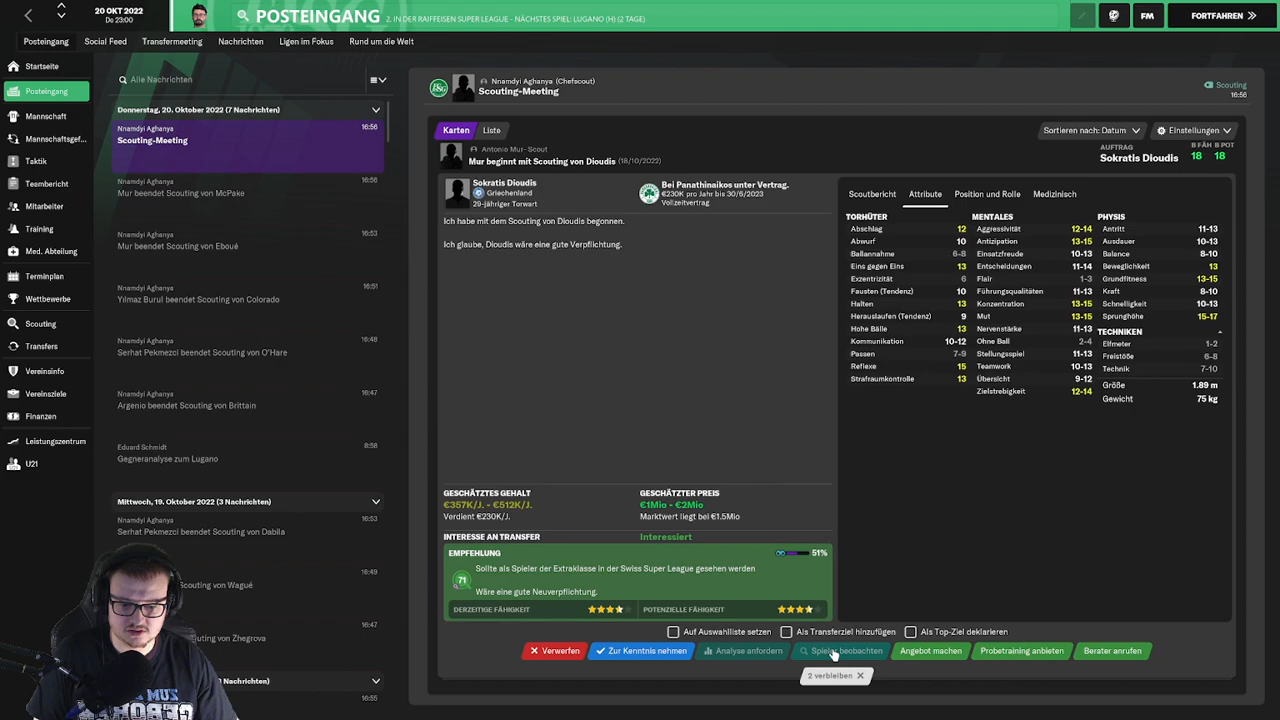 20 OKT 2022
Do 23:00
POSTEINGANG
2. IN DER RAIFFEISEN SUPER LEAGUE - NÄCHSTES SPIEL: LUGANO (H) (2 TAGE)
FM
FORTFAHREN
Posteingang
Social Feed
Transfermeeting
Nachrichten
Ligen im Fokus
Rund um die Welt
Startseite
Posteingang
Mannschaft
Mannschaftsgef...
Taktik
Teambericht
Mitarbeiter
Training
Med. Abteilung
Terminplan
Wettbewerbe
Scouting
Transfers
Vereinsinfo
Vereinsziele
Finanzen
Leistungszentrum
U21
Alle Nachrichten
Donnerstag, 20. Oktober 2022 (7 Nachrichten)
Nnamdyi Aghanya 16:56
Scouting-Meeting
Nnamdyi Aghanya 16:56
Mur beendet Scouting von McPake
Nnamdyi Aghanya 16:53
Mur beendet Scouting von Eboué
Nnamdyi Aghanya 16:51
Yılmaz Burul beendet Scouting von Colorado
Nnamdyi Aghanya 16:48
Serhat Pekmezci beendet Scouting von O'Hare
Nnamdyi Aghanya 16:47
Argenio beendet Scouting von Brittain
Eduard Schmidt 8:58
Gegneranalyse zum Lugano
Mittwoch, 19. Oktober 2022 (3 Nachrichten)
Nnamdyi Aghanya 16:53
Serhat Pekmezci beendet Scouting von Dabila
16:49
Scouting von Wagué
von Zhegrova
Nachrichten)
16:55
Nnamdyi Aghanya (Chefscout)
Scouting-Meeting
Scouting
16:56
Karten
Liste
Sortieren nach: Datum
Einstellungen
Antonio Mur-Scout
Mur beginnt mit Scouting von Dioudis (18/10/2022)
AUFTRAG
Sokratis Dioudis
B FÄH
B POT
18
18
Sokratis Dioudis
Griechenland
29-jähriger Torwart
Bei Panathinaikos unter Vertrag.
€230K pro Jahr bis 30/6/2023
Vollzeitvertrag
Ich habe mit dem Scouting von Dioudis begonnen.
Ich glaube, Dioudis wäre eine gute Verpflichtung.
GESCHÄTZTES GEHALT
€357K/J. - €512K/J.
Verdient €230K/J.
GESCHÄTZTER PREIS
€1Mio - €2Mio
Marktwert liegt bei €1.5Mio
INTERESSE AN TRANSFER
Interessiert
EMPFEHLUNG
51%
71
Sollte als Spieler der Extraklasse in der Swiss Super League gesehen werden
Wäre eine gute Neuverpflichtung.
DERZEITIGE FÄHIGKEIT
POTENZIELLE FÄHIGKEIT
Scoutbericht
Attribute
Position und Rolle
Medizinisch
TORHÜTER
Abschlag 12
Abwurf 10
Ballannahme 6-8
Eins gegen Eins 13
Exzentrizität 6
Fausten (Tendenz) 10
Halten 13
Herauslaufen (Tendenz) 9
Hohe Bälle 13
Kommunikation 10-12
Passen 7-9
Reflexe 15
Strafraumkontrolle 13
MENTALES
Aggressivität 12-14
Antizipation 13-15
Einsatzfreude 10-13
Entscheidungen 11-14
Flair 1-3
Führungsqualitäten 11-13
Konzentration 13-15
Mut 13-15
Nervenstärke 11-13
Ohne Ball 2-4
Stellungsspiel 11-13
Teamwork 10-13
Übersicht 9-12
Zielstrebigkeit 12-14
PHYSIS
Antritt 11-13
Ausdauer 10-13
Balance 8-10
Beweglichkeit 13
Grundfitness 13-15
Kraft 8-10
Schnelligkeit 10-13
Sprunghöhe 15-17
TECHNIKEN
Elfmeter 1-2
Freistöße 6-8
Technik 7-10
Größe 1.89 m
Gewicht 75 kg
Auf Auswahlliste setzen
Als Transferziel hinzufügen
Als Top-Ziel deklarieren
Verwerfen
Zur Kenntnis nehmen
Analyse anfordern
Spieler beobachten
Angebot machen
Probetraining anbieten
Berater anrufen
2 verbleiben